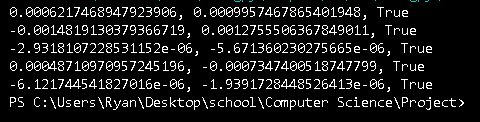 0.0006217468947923906, 0.0009957467865401948, True
-0.0014819130379366719, 0.0012755506367849011, True
-2.9318107228531152e-06, -5.671360230275665e-06, True
0.00048710970957245196, -0.0007347400518747799, True
-6.121744541827016e-06, -1.9391728448526413e-06, True
PS C:\Users\Ryan\Desktop\school\Computer Science\Project>